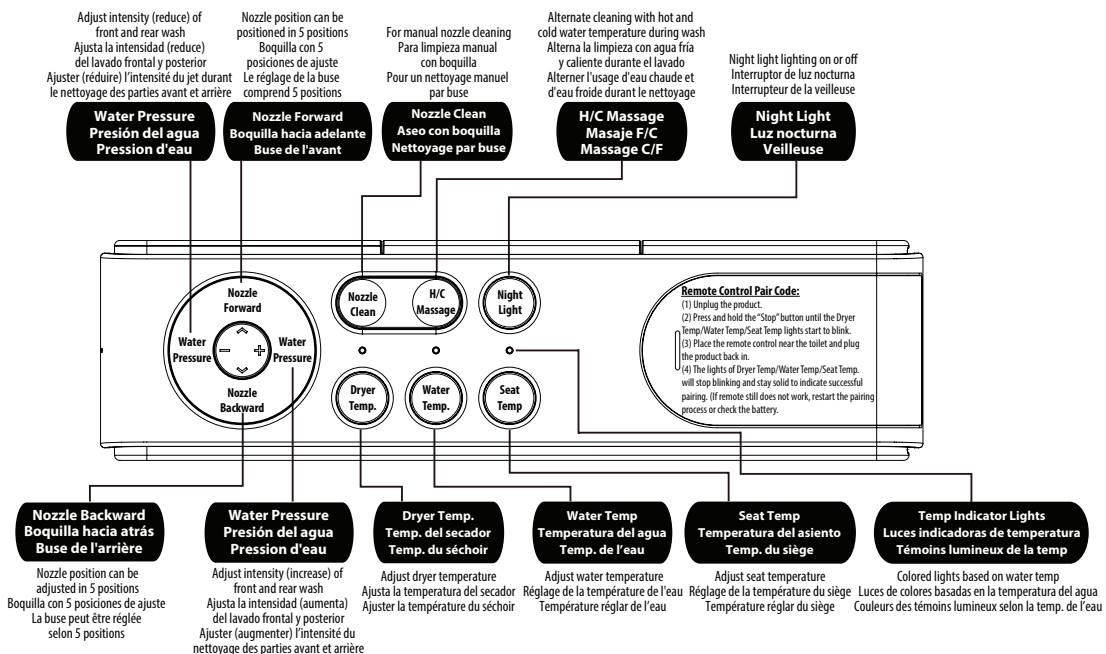 Adjust intensity (reduce) of
front and rear wash
Ajusta la intensidad (reduce)
del lavado frontal y posterior
Ajuster (réduire) l'intensité du jet durant
le nettoyage des parties avant et arrière
Water Pressure
Presión del agua
Pression d'eau
Nozzle position can be
positioned in 5 positions
Boquilla con 5
posiciones de ajuste
Le réglage de la buse
comprend 5 positions
Nozzle Forward
Boquilla hacia adelante
Buse de l'avant
For manual nozzle cleaning
Para limpieza manual
con boquilla
Pour un nettoyage manuel
par buse
Nozzle Clean
Aseo con boquilla
Nettoyage par buse
Alternate cleaning with hot and
cold water temperature during wash
Alterna la limpieza con agua fría
y caliente durante el lavado
Alterner l'usage d'eau chaude et
d'eau froide durant le nettoyage
H/C Massage
Masaje F/C
Massage C/F
Night light lighting on or off
Interruptor de luz nocturna
Interrupteur de la veilleuse
Night Light
Luz nocturna
Veilleuse
Nozzle
Forward
Water
Pressure
− +
Water
Pressure
Nozzle
Backward
Nozzle
Clean
H/C
Massage
Night
Light
Dryer
Temp.
Water
Temp.
Seat
Temp
Remote Control Pair Code:
(1) Unplug the product.
(2) Press and hold the "Stop" button until the Dryer
Temp/Water Temp/Seat Temp lights start to blink.
(3) Place the remote control near the toilet and plug
the product back in.
(4) The lights of Dryer Temp/Water Temp/Seat Temp.
will stop blinking and stay solid to indicate successful
pairing. (If remote still does not work, restart the pairing
process or check the battery.
Nozzle Backward
Boquilla hacia atrás
Buse de l'arrière
Nozzle position can be
adjusted in 5 positions
Boquilla con 5 posiciones de ajuste
La buse peut être réglée
selon 5 positions
Water Pressure
Presión del agua
Pression d'eau
Adjust intensity (increase) of
front and rear wash
Ajusta la intensidad (aumenta)
del lavado frontal y posterior
Ajuster (augmenter) l'intensité du
nettoyage des parties avant et arrière
Dryer Temp.
Temp. del secador
Temp. du séchoir
Adjust dryer temperature
Ajusta la temperatura del secador
Ajuster la température du séchoir
Water Temp
Temperatura del agua
Temp. de l'eau
Adjust water temperature
Réglage de la température de l'eau
Température réglar de l'eau
Seat Temp
Temperatura del asiento
Temp. du siège
Adjust seat temperature
Réglage de la température du siège
Température réglar du siège
Temp Indicator Lights
Luces indicadoras de temperatura
Témoins lumineux de la temp
Colored lights based on water temp
Luces de colores basadas en la temperatura del agua
Couleurs des témoins lumineux selon la temp. de l'eau